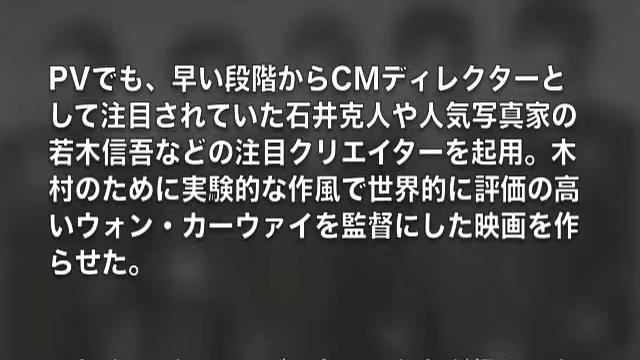 PVでも、早い段階からCMディレクターと
して注目されていた石井克人や人気写真家の
若木信吾などの注目クリエイターを起用。木
村のために実験的な作風で世界的に評価の高
いウォン・カーウァイを監督にした映画を作
らせた。